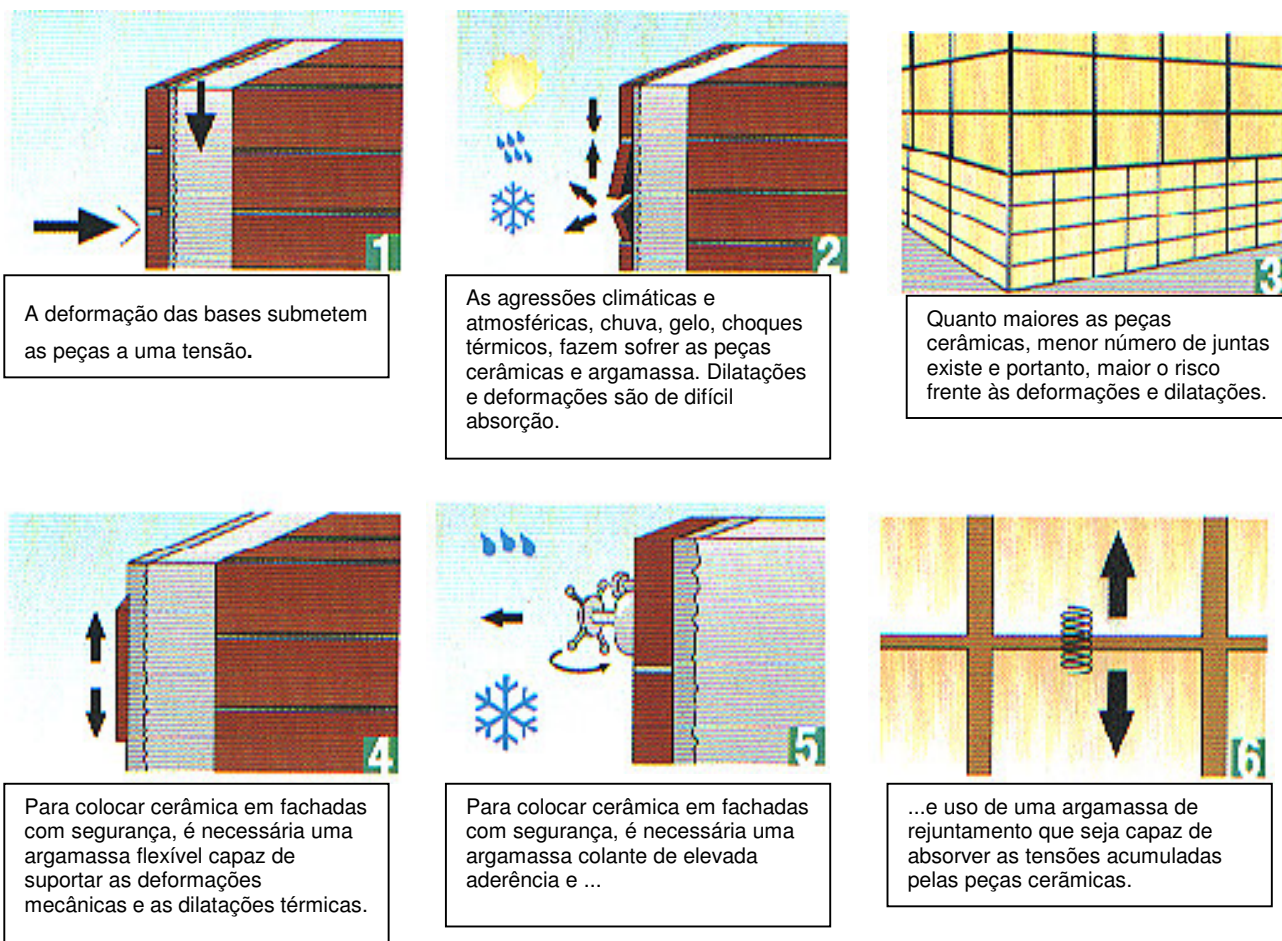 1
A deformação das bases submetem
as peças a uma tensão.
2
As agressões climáticas e
atmosféricas, chuva, gelo, choques
térmicos, fazem sofrer as peças
cerâmicas e argamassa. Dilatações
e deformações são de difícil
absorção.
3
Quanto maiores as peças
cerâmicas, menor número de juntas
existe e portanto, maior o risco
frente às deformações e dilatações.
4
Para colocar cerâmica em fachadas
com segurança, é necessária uma
argamassa flexível capaz de
suportar as deformações
mecânicas e as dilatações térmicas.
5
Para colocar cerâmica em fachadas
com segurança, é necessária uma
argamassa colante de elevada
aderência e ...
6
...e uso de uma argamassa de
rejuntamento que seja capaz de
absorver as tensões acumuladas
pelas peças cerãmicas.